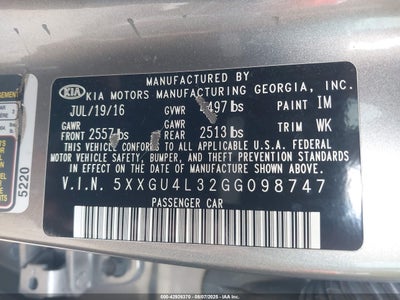 MANUFACTURED BY
KIA KIA MOTORS MANUFACTURING GEORGIA, INC.
JUL/19/16 GVWR 497 lbs PAINT IM
GAWR FRONT 2557 lbs GAWR REAR 2513 lbs TRIM WK
THIS VEHICLE CONFORMS TO ALL APPLICABLE U.S.A. FEDERAL
MOTOR VEHICLE SAFETY, BUMPER, AND THEFT PREVENTION STANDARDS
IN EFFECT ON THE DATE OF MANUFACTURE SHOWN ABOVE.
V.I.N. 5XXGU4L32GG098747
PASSENGER CAR
5220